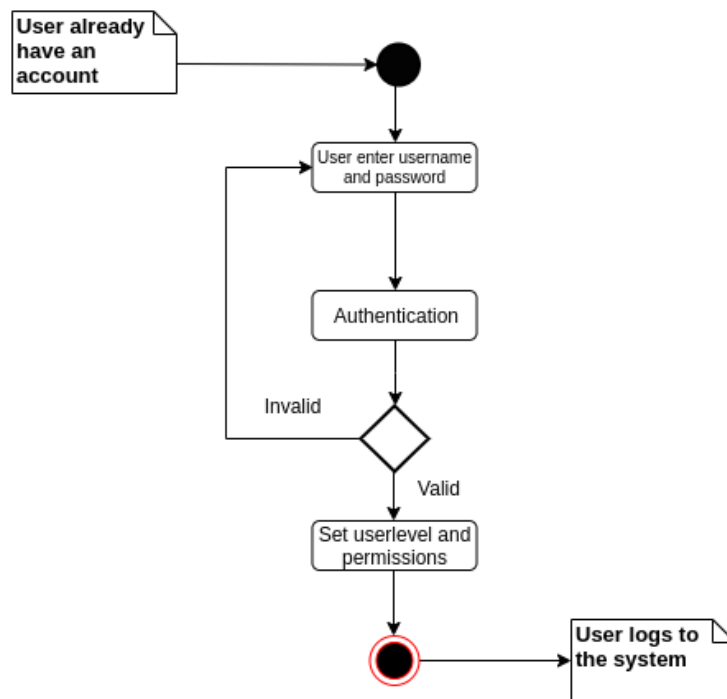 User already
have an
account
User enter username
and password
Authentication
Invalid
Valid
Set userlevel and
permissions
User logs to
the system